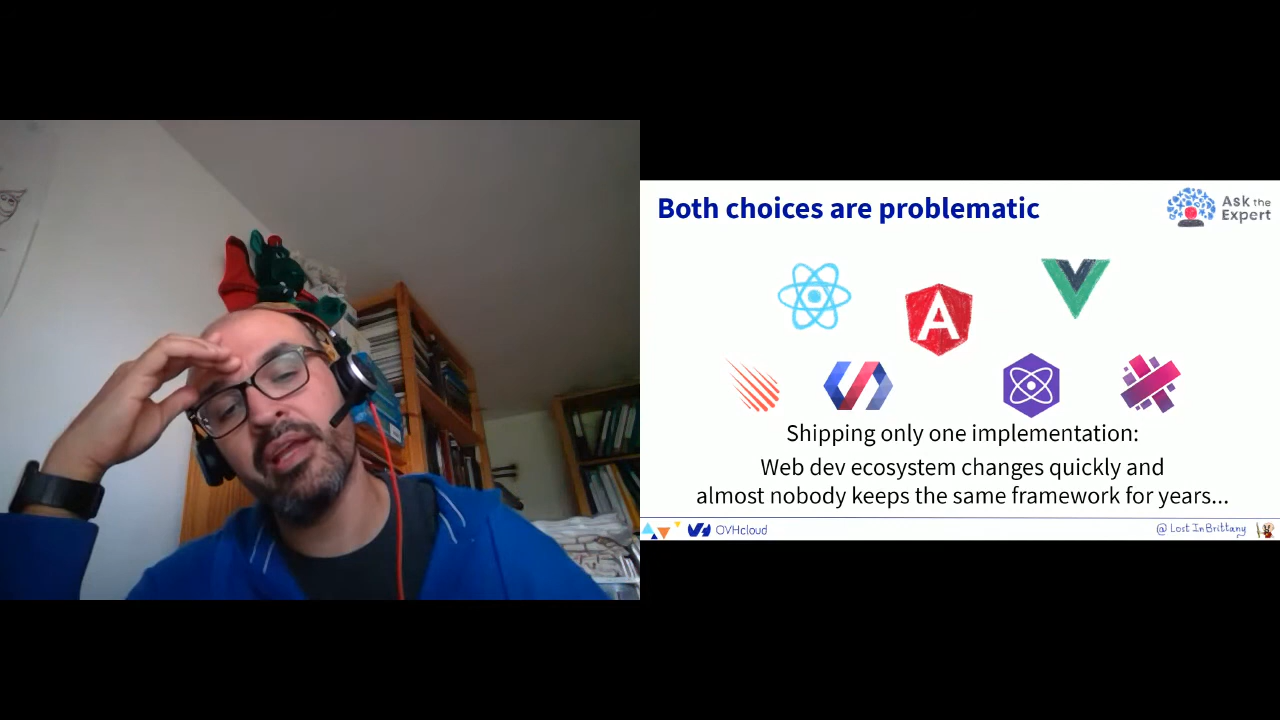 Both choices are problematic
Ask the
Expert
A
Shipping only one implementation:
Web dev ecosystem changes quickly and
almost nobody keeps the same framework for years...
OVHcloud
@LostInBrittany